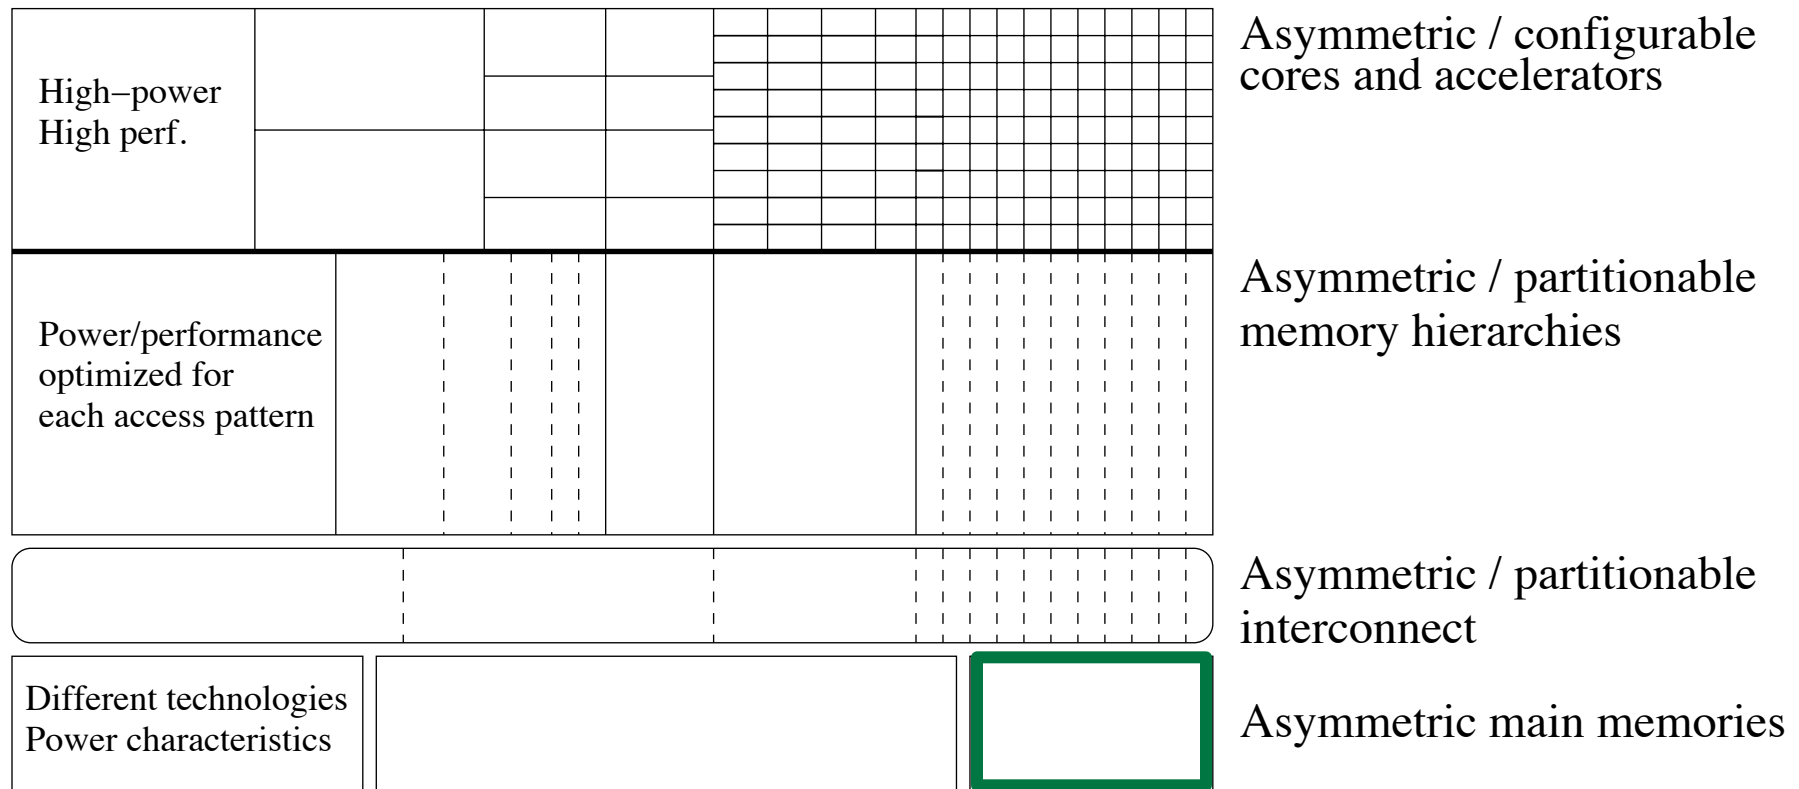 Asymmetric / configurable
cores and accelerators
High−power
High perf.
Asymmetric / partitionable
memory hierarchies
Power/performance
optimized for
each access pattern
Asymmetric / partitionable
interconnect
Different technologies
Power characteristics
Asymmetric main memories